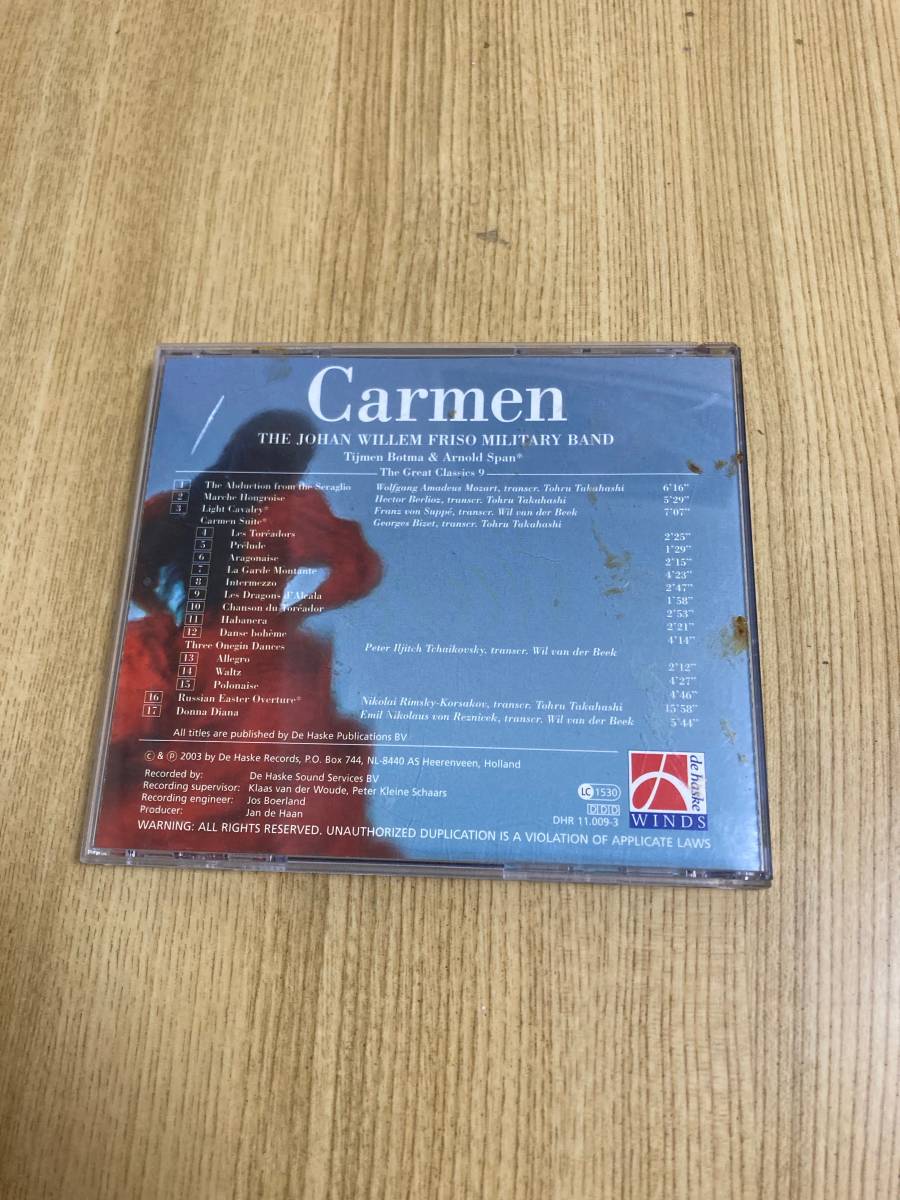 Carmen
THE JOHAN WILLEM FRISO MILITARY BAND
Tijmen Botma & Arnold Span*
The Great Classics 9
1 The Abduction from the Seraglio Wolfgang Amadeus Mozart, transcr. Tohru Takahashi 6'16"
2 Marche Hongroise Hector Berlioz, transcr. Tohru Takahashi 5'29"
3 Light Cavalry* Franz von Suppé, transcr. Wil van der Beek 7'07"
Carmen Suite* Georges Bizet, transcr. Tohru Takahashi
4 Les Toréadors 2'25"
5 Prélude 1'29"
6 Aragonaise 2'15"
7 La Garde Montante 4'23"
8 Intermezzo 2'47"
9 Les Dragons d'Alcala 1'58"
10 Chanson du Toréador 2'53"
11 Habanera 2'21"
12 Danse bohème 4'14"
Three Onegin Dances Peter Iljitch Tchaikovsky, transcr. Wil van der Beek
13 Allegro 2'12"
14 Waltz 4'27"
15 Polonaise 4'46"
16 Russian Easter Overture* Nikolai Rimsky-Korsakov, transcr. Tohru Takahashi 15'58"
17 Donna Diana Emil Nikolaus von Reznicek, transcr. Wil van der Beek 5'44"
All titles are published by De Haske Publications BV
© & ℗ 2003 by De Haske Records, P.O. Box 744, NL-8440 AS Heerenveen, Holland
Recorded by: De Haske Sound Services BV
Recording supervisor: Klaas van der Woude, Peter Kleine Schaars
Recording engineer: Jos Boerland
Producer: Jan de Haan
WARNING: ALL RIGHTS RESERVED. UNAUTHORIZED DUPLICATION IS A VIOLATION OF APPLICATE LAWS
LC 1530
DDD
DHR 11.009-3
de haske
WINDS